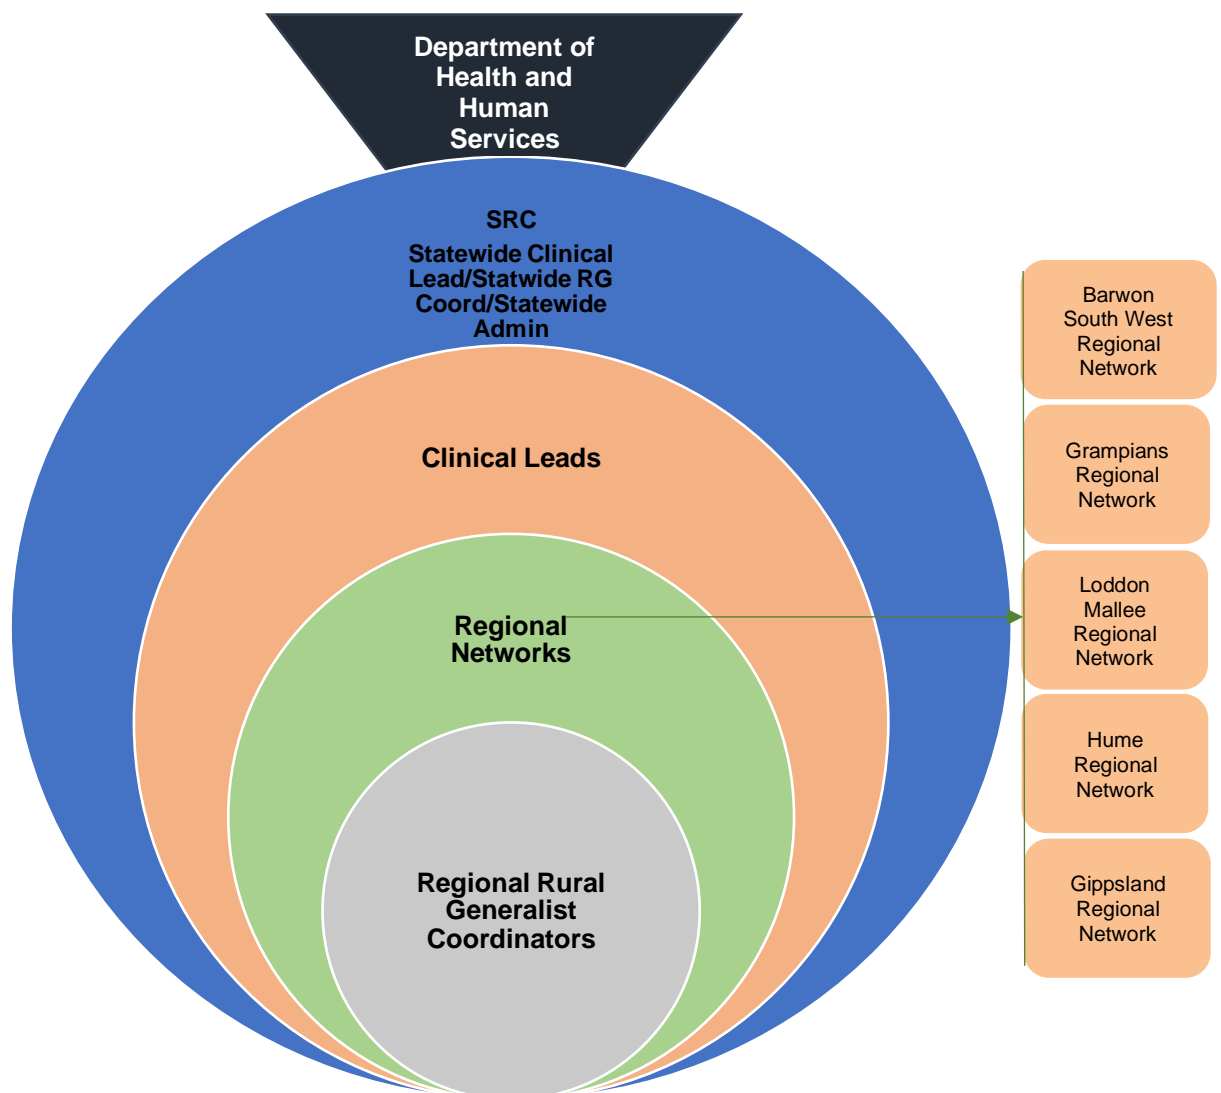 Department of
Health and
Human
Services
SRC
Statewide Clinical
Lead/Statwide RG
Coord/Statewide
Admin
Clinical Leads
Regional
Networks
Regional Rural
Generalist
Coordinators
Barwon
South West
Regional
Network
Grampians
Regional
Network
Loddon
Mallee
Regional
Network
Hume
Regional
Network
Gippsland
Regional
Network